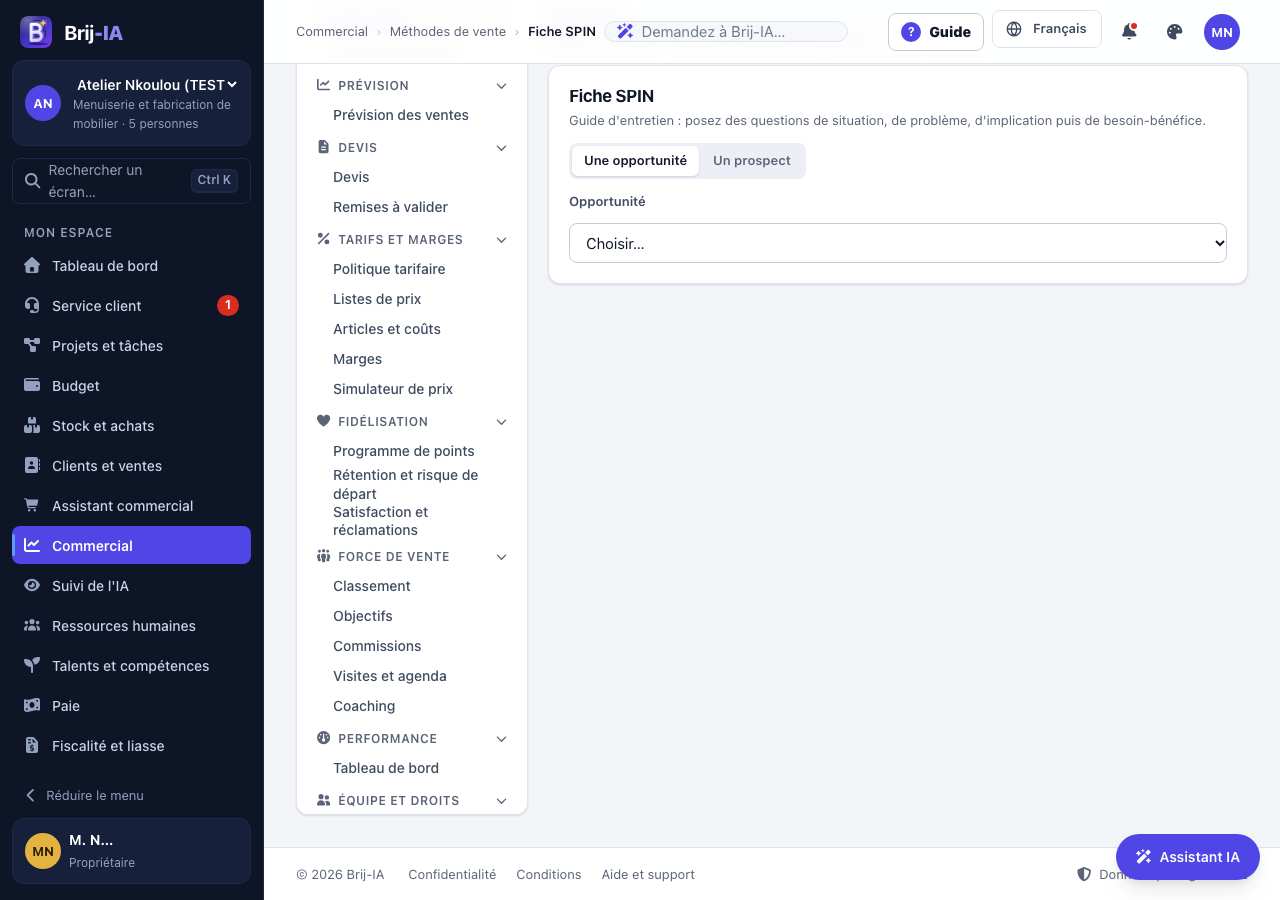 Brij-IA
AN
Atelier Nkoulou (TEST
Menuiserie et fabrication de
mobilier · 5 personnes
Rechercher un
écran...
Ctrl K
MON ESPACE
Tableau de bord
Service client
1
Projets et tâches
Budget
Stock et achats
Clients et ventes
Assistant commercial
Commercial
Suivi de l'IA
Ressources humaines
Talents et compétences
Paie
Fiscalité et liasse
Réduire le menu
MN
M. N...
Propriétaire
Commercial › Méthodes de vente › Fiche SPIN
Demandez à Brij-IA...
? Guide
Français
MN
PRÉVISION
Prévision des ventes
DEVIS
Devis
Remises à valider
TARIFS ET MARGES
Politique tarifaire
Listes de prix
Articles et coûts
Marges
Simulateur de prix
FIDÉLISATION
Programme de points
Rétention et risque de
départ
Satisfaction et
réclamations
FORCE DE VENTE
Classement
Objectifs
Commissions
Visites et agenda
Coaching
PERFORMANCE
Tableau de bord
ÉQUIPE ET DROITS
Fiche SPIN
Guide d'entretien : posez des questions de situation, de problème, d'implication puis de besoin-bénéfice.
Une opportunité
Un prospect
Opportunité
Choisir...
Assistant IA
© 2026 Brij-IA
Confidentialité
Conditions
Aide et support